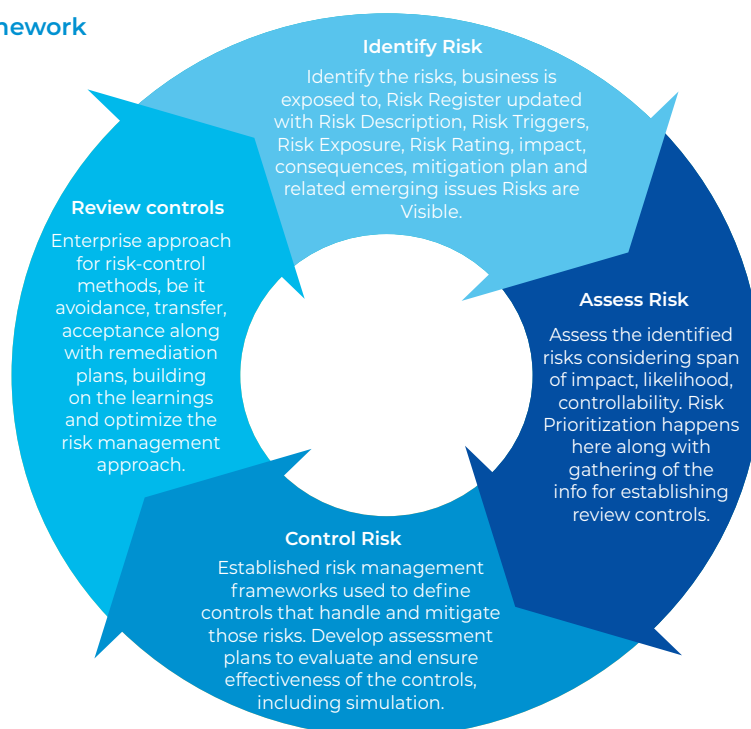 nework
Identify Risk
Identify the risks, business is
exposed to, Risk Register updated
with Risk Description, Risk Triggers,
Risk Exposure, Risk Rating, impact,
consequences, mitigation plan and
related emerging issues Risks are
Visible.
Assess Risk
Assess the identified
risks considering span
of impact, likelihood,
controllability. Risk
Prioritization happens
here along with
gathering of the
info for establishing
review controls.
Control Risk
Established risk management
frameworks used to define
controls that handle and mitigate
those risks. Develop assessment
plans to evaluate and ensure
effectiveness of the controls,
including simulation.
Review controls
Enterprise approach
for risk-control
methods, be it
avoidance, transfer,
acceptance along
with remediation
plans, building
on the learnings
and optimize the
risk management
approach.